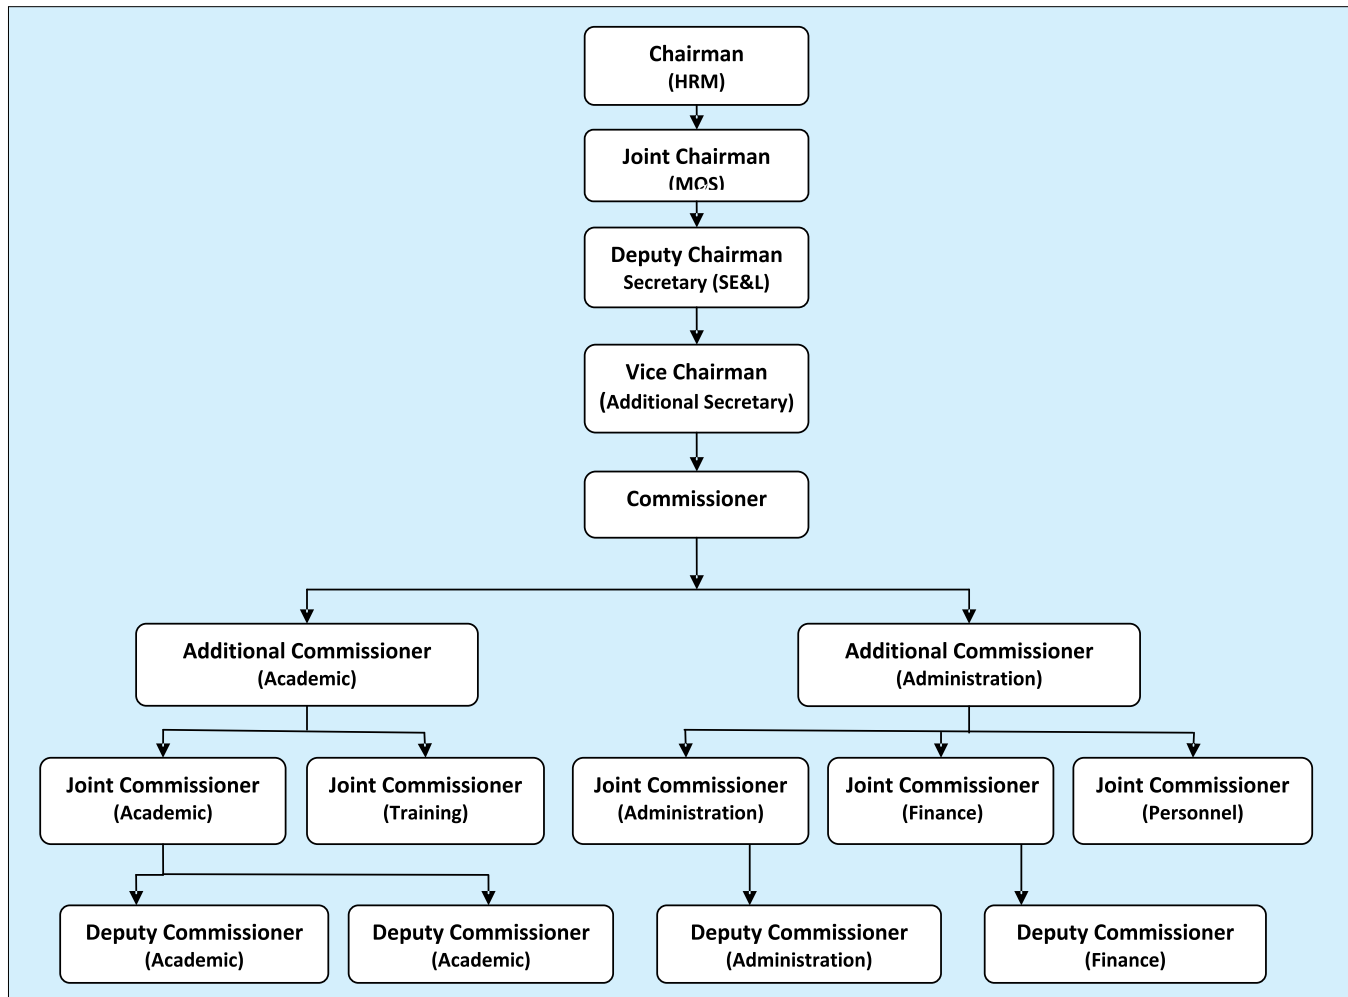 Chairman
(HRM)
Joint Chairman
(MOS)
Deputy Chairman
Secretary (SE&L)
Vice Chairman
(Additional Secretary)
Commissioner
Additional Commissioner
(Academic)
Additional Commissioner
(Administration)
Joint Commissioner
(Academic)
Joint Commissioner
(Training)
Joint Commissioner
(Administration)
Joint Commissioner
(Finance)
Joint Commissioner
(Personnel)
Deputy Commissioner
(Academic)
Deputy Commissioner
(Academic)
Deputy Commissioner
(Administration)
Deputy Commissioner
(Finance)